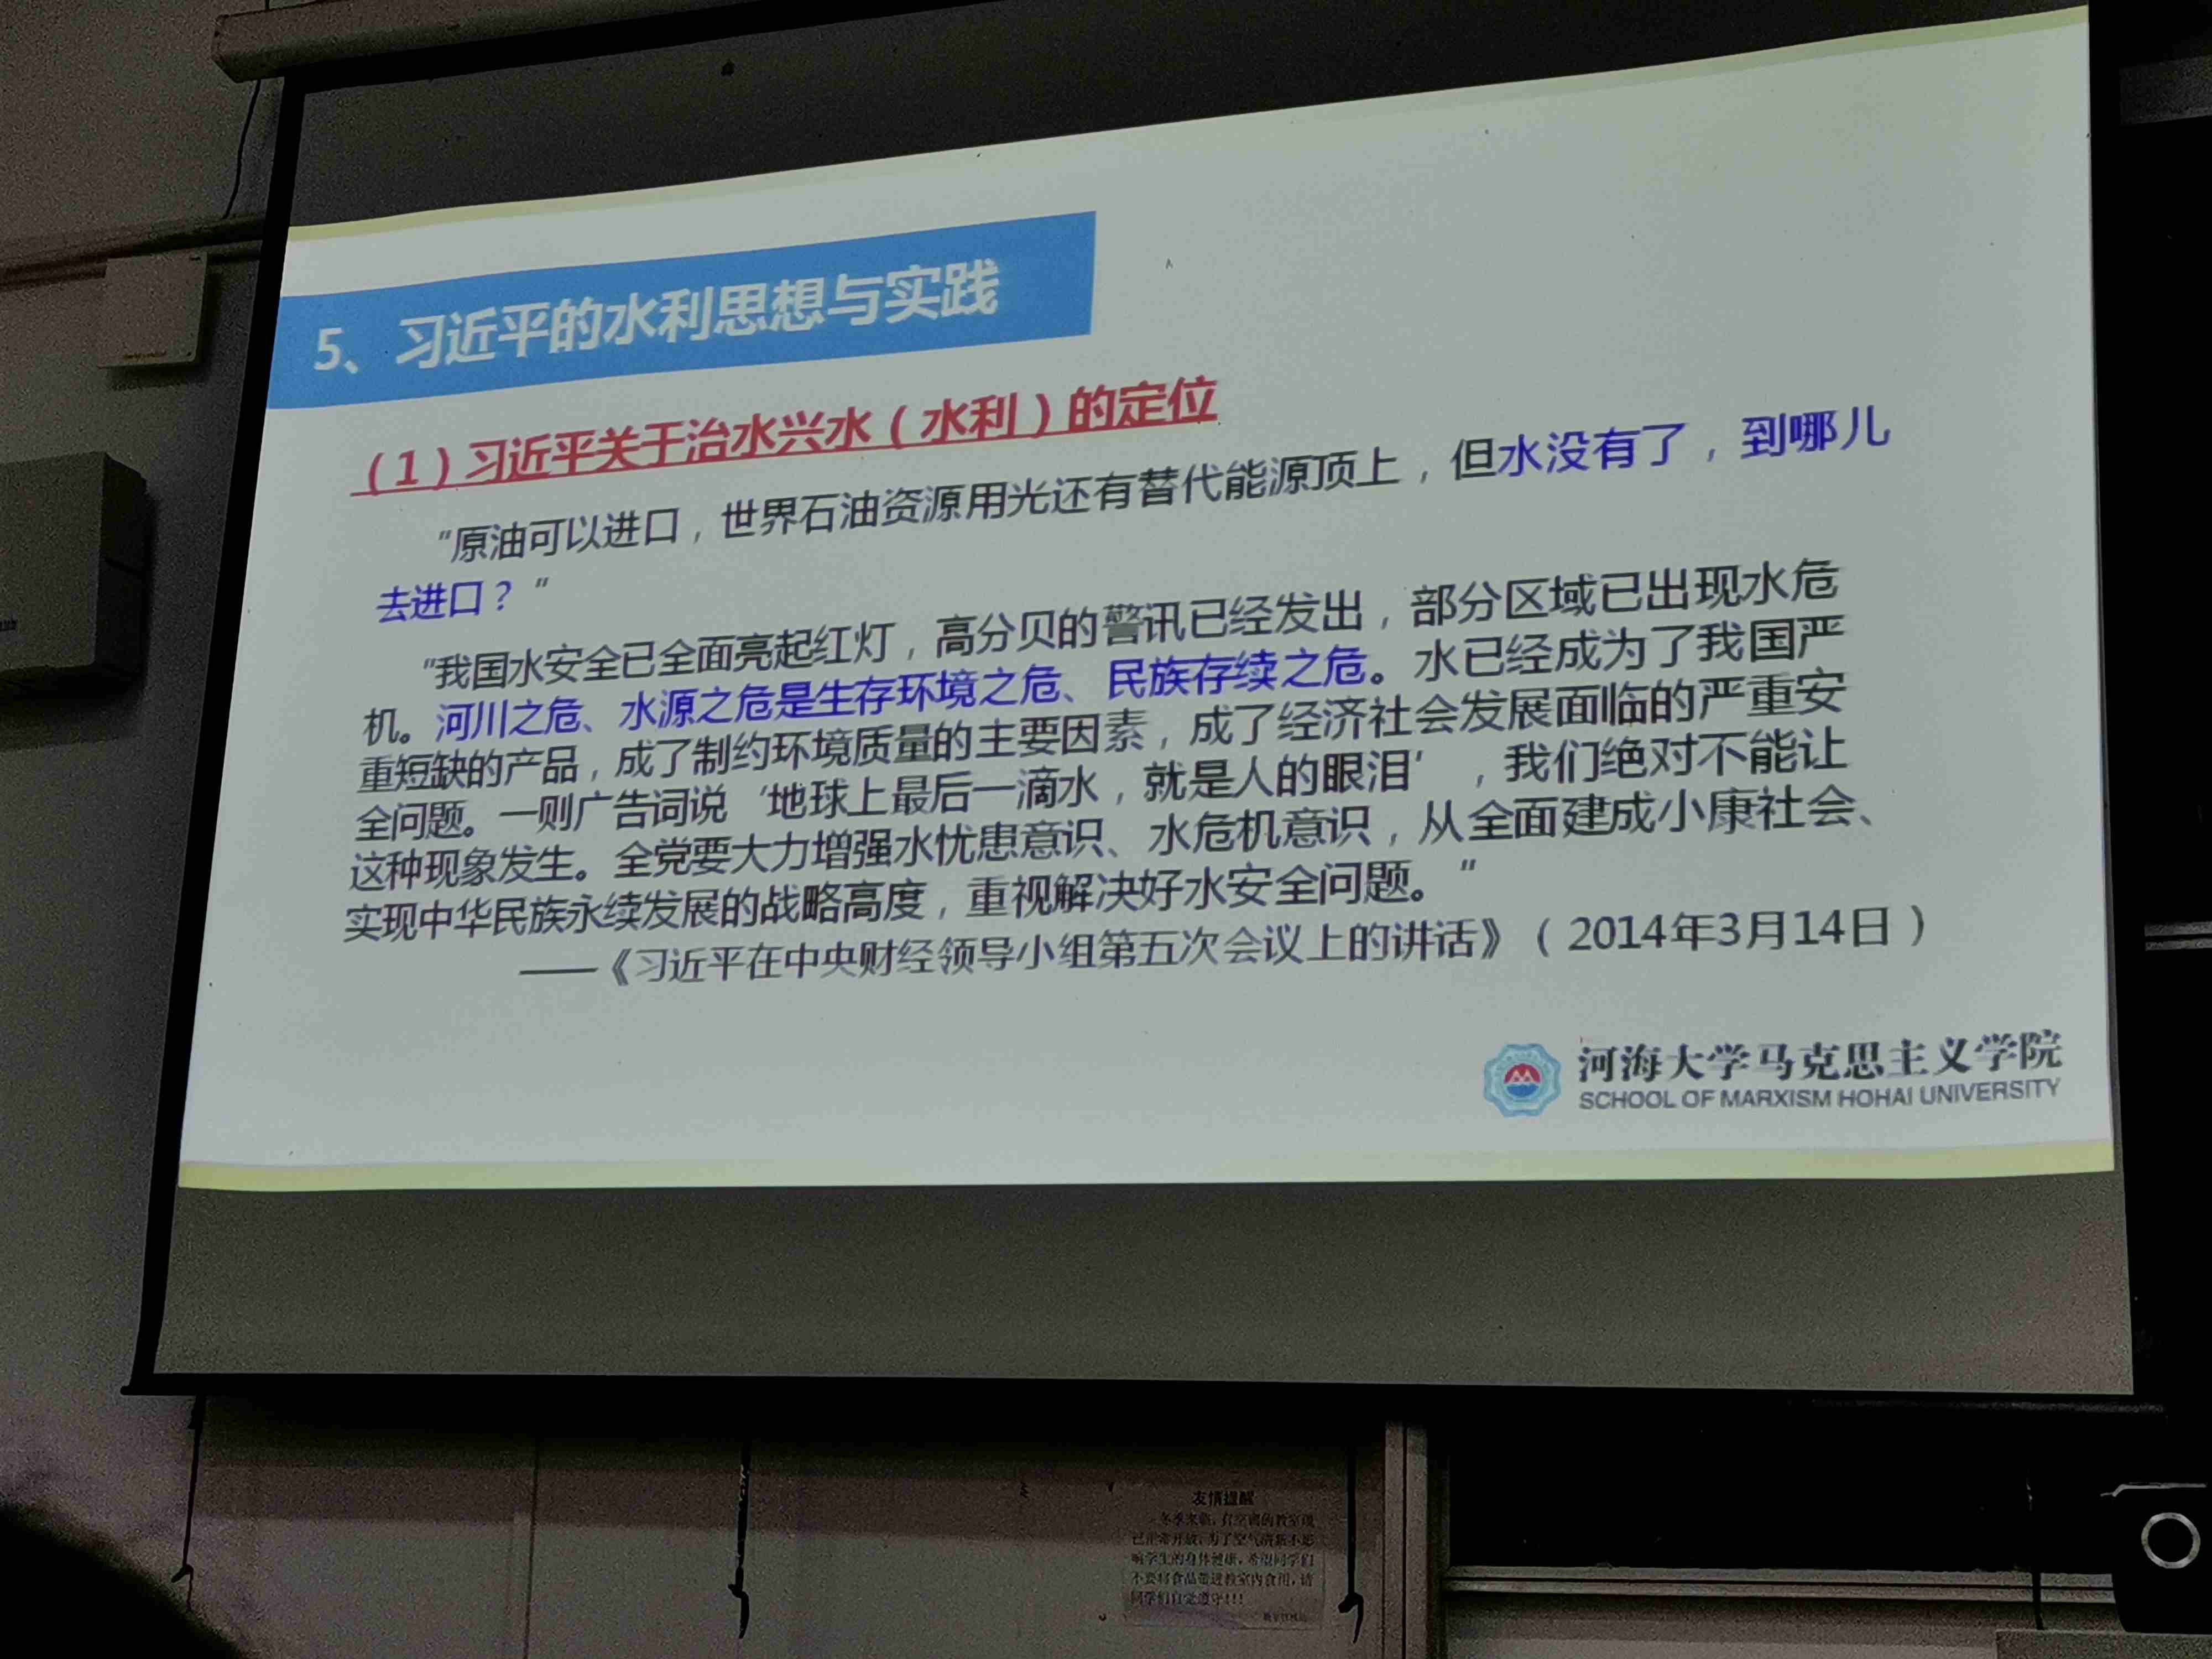 5、习近平的水利思想与实践
（1）习近平关于治水兴水（水利）的定位
“原油可以进口，世界石油资源用光还有替代能源顶上，但水没有了，到哪儿
去进口？”
“我国水安全已全面亮起红灯，高分贝的警讯已经发出，部分区域已出现水危
机。河川之危、水源之危是生存环境之危、民族存续之危。水已经成为了我国严
重短缺的产品，成了制约环境质量的主要因素，成了经济社会发展面临的严重安
全问题。一则广告词说‘地球上最后一滴水，就是人的眼泪’，我们绝对不能让
这种现象发生。全党要大力增强水忧患意识、水危机意识，从全面建成小康社会、
实现中华民族永续发展的战略高度，重视解决好水安全问题。”
——《习近平在中央财经领导小组第五次会议上的讲话》（2014年3月14日）
河海大学马克思主义学院
SCHOOL OF MARXISM HOHAI UNIVERSITY
友情提醒
冬季来临，有空调的教室现
已正常开放，为了空气清新不影
响学生的身体健康，希望同学们
不要将食品带进教室内食用，请
同学们自觉遵守!!!